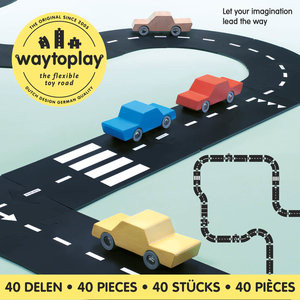 THE ORIGINAL SINCE 2003
waytoplay
the flexible
toy road
DUTCH DESIGN GERMAN QUALITY
Let your imagination
lead the way
40 DELEN • 40 PIECES • 40 STÜCKS • 40 PIÈCES